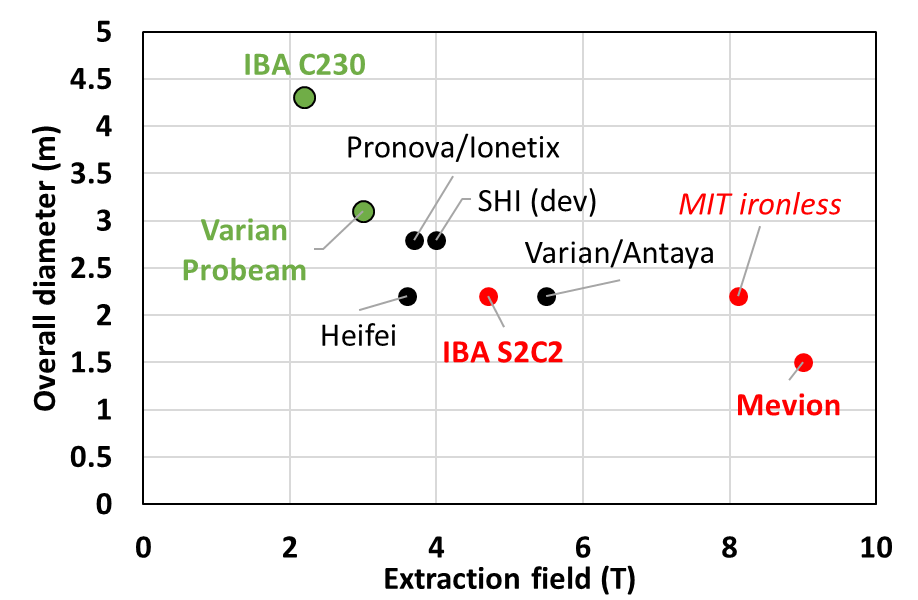 5
4.5
4
3.5
3
2.5
2
1.5
1
0.5
0
Overall diameter (m)
IBA C230
Pronova/Ionetix
SHI (dev)
MIT ironless
Varian
Probeam
Varian/Antaya
Heifei
IBA S2C2
Mevion
0 2 4 6 8 10
Extraction field (T)